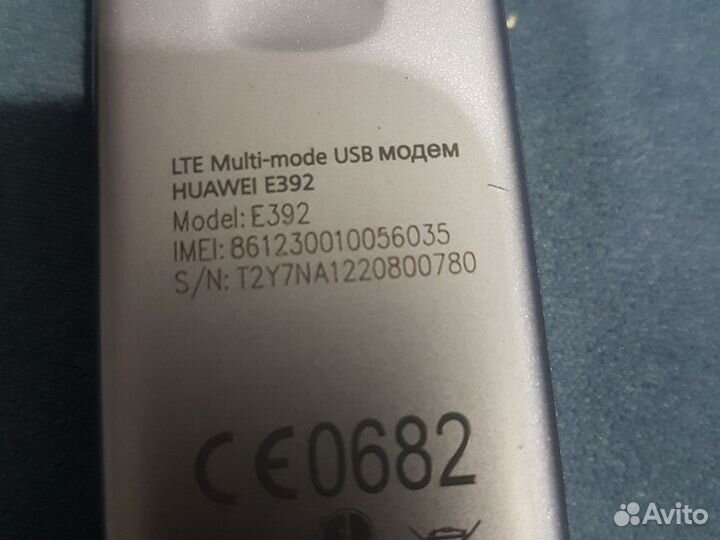 LTE Multi-mode USB модем
HUAWEI E392
Model: E392
IMEI: 861230010056035
S/N: T2Y7NA1220800780
CE0682
Avito